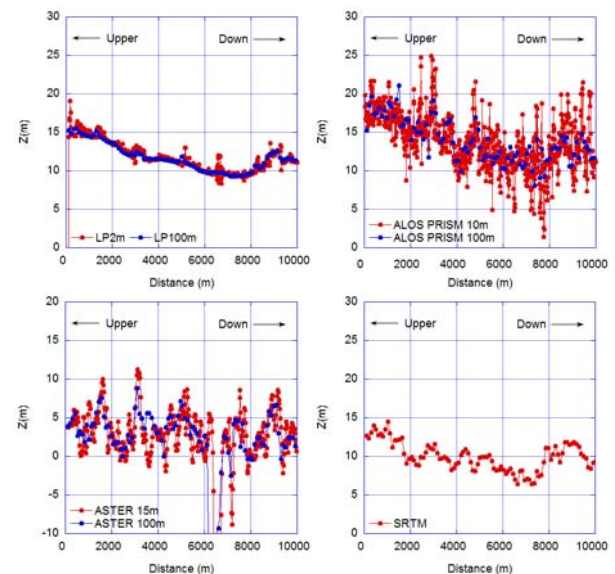 30
Upper
Down
25
20
Z(m)
15
10
5
LP2m LP100m
0
0 2000 4000 6000 8000 10000
Distance (m)
30
Upper
Down
25
20
Z(m)
15
10
5
ALOS PRISM 10m
ALOS PRISM 100m
0
0 2000 4000 6000 8000 10000
Distance (m)
20
Upper
Down
15
10
Z(m)
5
0
-5
ASTER 15m
ASTER 100m
-10
0 2000 4000 6000 8000 10000
Distance (m)
30
Upper
Down
25
20
Z(m)
15
10
5
SRTM
0
0 2000 4000 6000 8000 10000
Distance (m)